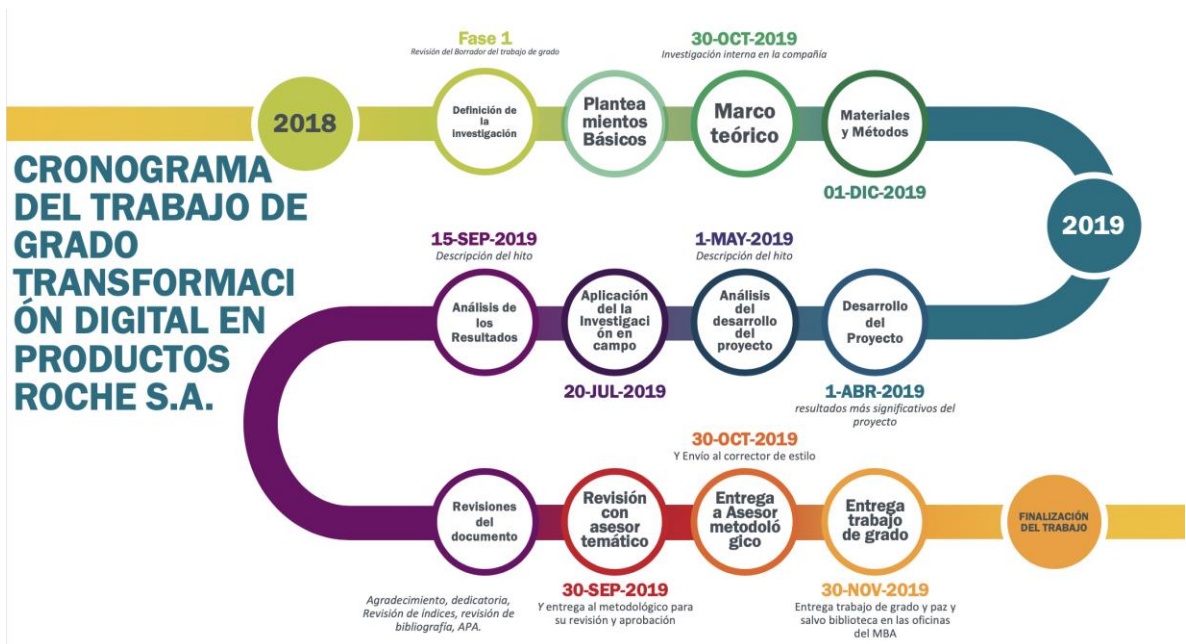 Fase 1
Revisión del Borrador del trabajo de grado
30-OCT-2019
Investigación interna en la compañía
2018
Definición de
la
investigación
Plantea
mientos
Básicos
Marco
teórico
Materiales
y Métodos
01-DIC-2019
CRONOGRAMA
DEL TRABAJO DE
GRADO
TRANSFORMACI
ÓN DIGITAL EN
PRODUCTOS
ROCHE S.A.
2019
15-SEP-2019
Descripción del hito
1-MAY-2019
Descripción del hito
Análisis de
los
Resultados
Aplicación
del la
Investigaci
ón en
campo
Análisis
del
desarrollo
del
proyecto
Desarrollo
del
Proyecto
20-JUL-2019
1-ABR-2019
resultados más significativos del
proyecto
30-OCT-2019
Y Envío al corrector de estilo
Revisiones
del
documento
Revisión
con
asesor
temático
Entrega
a Asesor
metodoló
gico
Entrega
trabajo
de grado
FINALIZACIÓN
DEL TRABAJO
Agradecimiento, dedicatoria,
Revisión de índices, revisión de
bibliografía, APA.
30-SEP-2019
Y entrega al metodológico para
su revisión y aprobación
30-NOV-2019
Entrega trabajo de grado y paz y
salvo biblioteca en las oficinas
del MBA